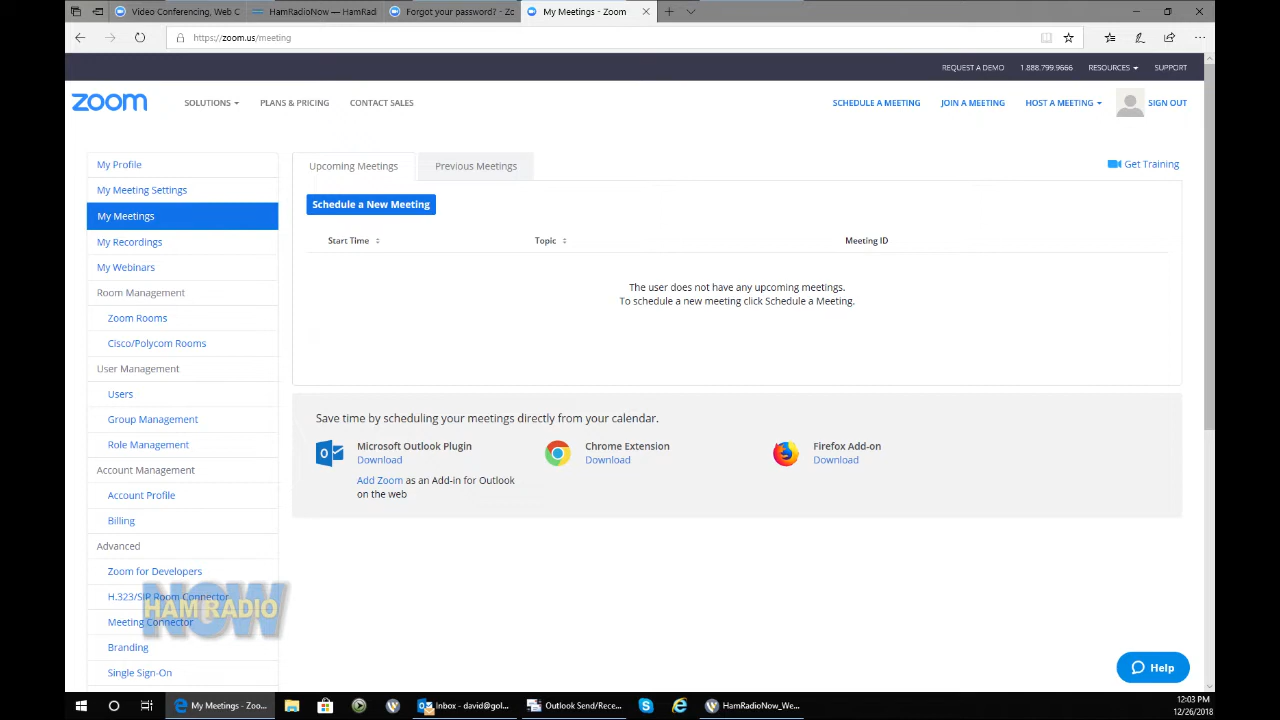 Video Conferencing, Web C
HamRadioNow — HamRadi
Forgot your password? - Zo
My Meetings - Zoom
https://zoom.us/meeting
REQUEST A DEMO
1.888.799.9666
RESOURCES
SUPPORT
zoom
SOLUTIONS
PLANS & PRICING
CONTACT SALES
SCHEDULE A MEETING
JOIN A MEETING
HOST A MEETING
SIGN OUT
My Profile
My Meeting Settings
My Meetings
My Recordings
My Webinars
Room Management
Zoom Rooms
Cisco/Polycom Rooms
User Management
Users
Group Management
Role Management
Account Management
Account Profile
Billing
Advanced
Zoom for Developers
H.323/SIP Room Connector
Meeting Connector
Branding
Single Sign-On
Upcoming Meetings
Previous Meetings
Get Training
Schedule a New Meeting
Start Time
Topic
Meeting ID
The user does not have any upcoming meetings.
To schedule a new meeting click Schedule a Meeting.
Save time by scheduling your meetings directly from your calendar.
Microsoft Outlook Plugin
Download
Add Zoom as an Add-in for Outlook
on the web
Chrome Extension
Download
Firefox Add-on
Download
HAM RADIO
NOW
Help
My Meetings - Zoo...
Inbox - david@gol...
Outlook Send/Rece...
HamRadioNow_We...
12:03 PM
12/26/2018